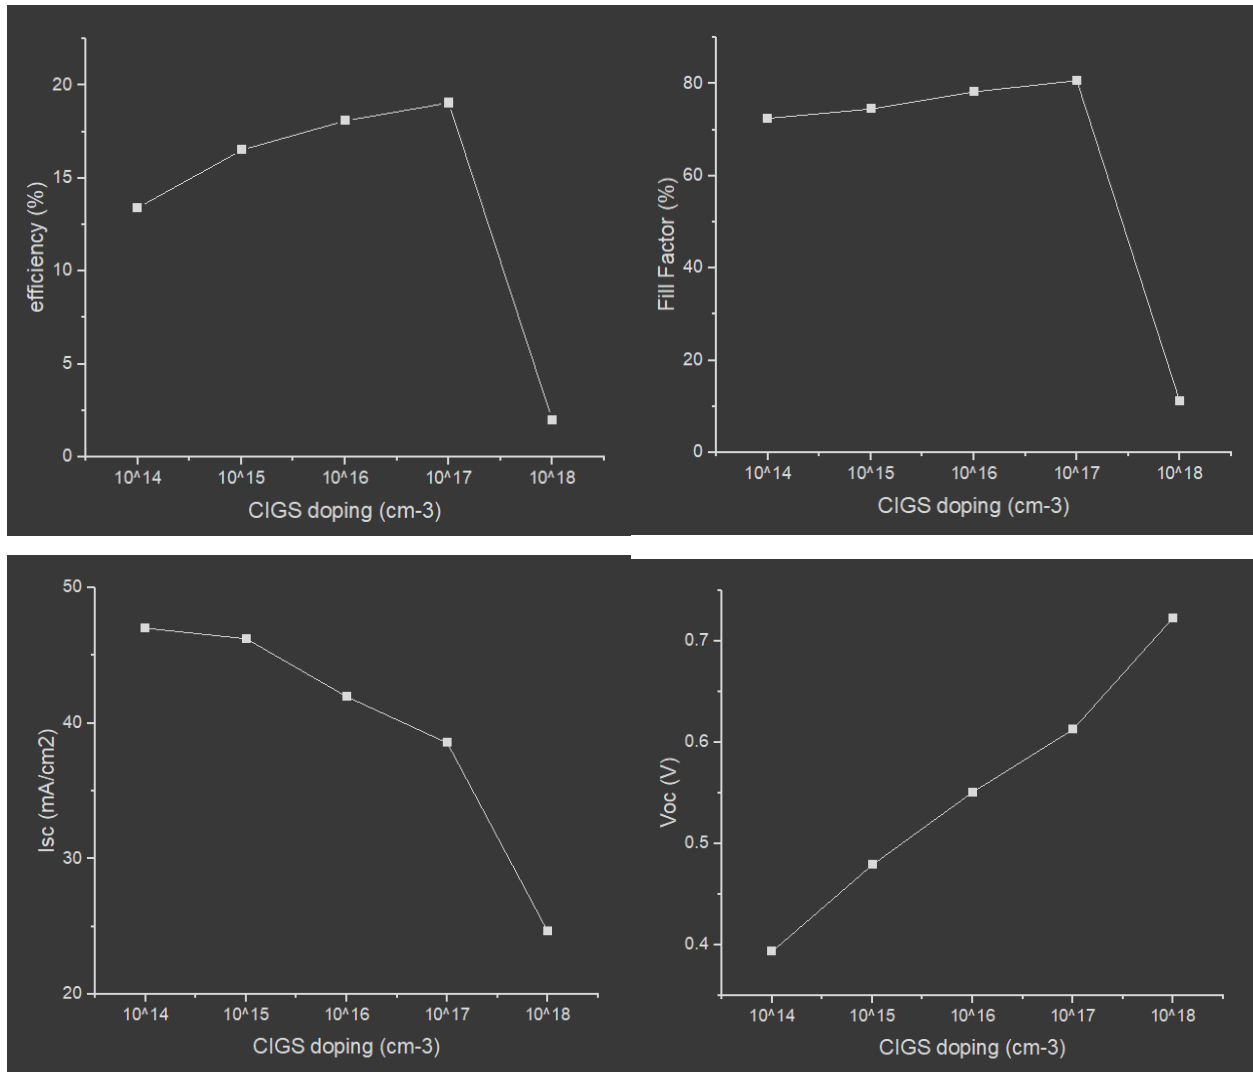 efficiency (%)
20
15
10
5
0
10^14 10^15 10^16 10^17 10^18
CIGS doping (cm-3)
Fill Factor (%)
80
60
40
20
0
10^14 10^15 10^16 10^17 10^18
CIGS doping (cm-3)
Isc (mA/cm2)
50
40
30
20
10^14 10^15 10^16 10^17 10^18
CIGS doping (cm-3)
Voc (V)
0.7
0.6
0.5
0.4
10^14 10^15 10^16 10^17 10^18
CIGS doping (cm-3)